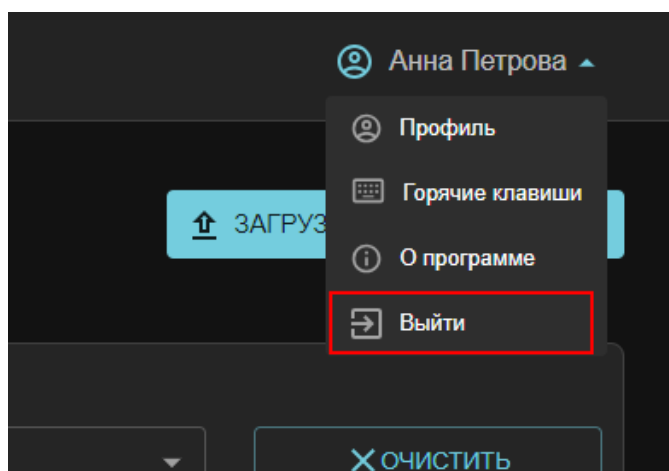 Анна Петрова
Профиль
Горячие клавиши
ЗАГРУЗ
О программе
Выйти
ОЧИСТИТЬ